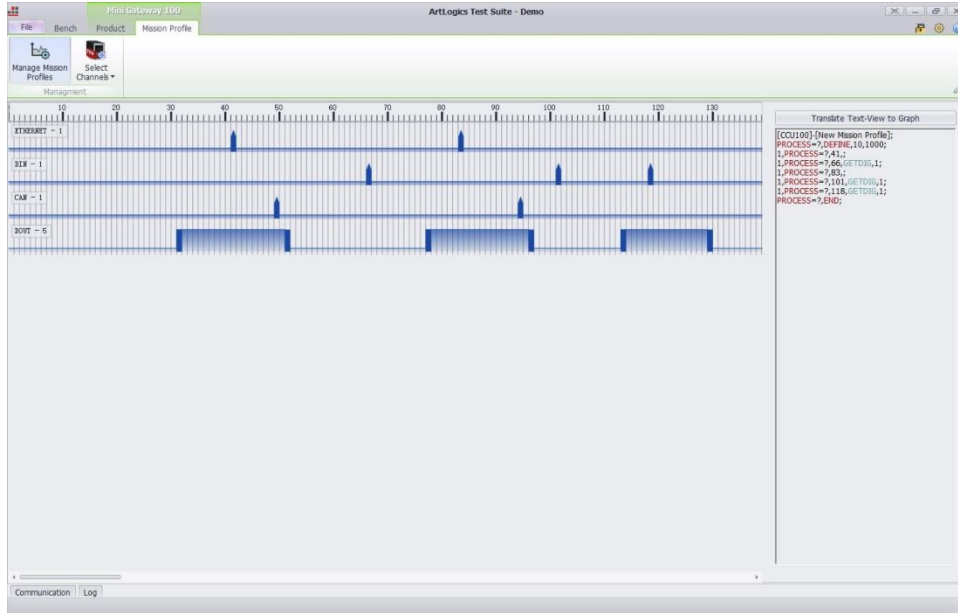 Mini Gateway 100
ArtLogics Test Suite - Demo
File Bench Product Mission Profile
Manage Mission Profiles
Select Channels
Managment
10 20 30 40 50 60 70 80 90 100 110 120 130
ETHERNET - 1
DIN - 1
CAN - 1
DOUT - 5
Translate Text-View to Graph
[CCU100]-[New Mission Profile];
PROCESS=?,DEFINE,10,1000;
1,PROCESS=?,41,;
1,PROCESS=?,66,GETDIG,1;
1,PROCESS=?,83,;
1,PROCESS=?,101,GETDIG,1;
1,PROCESS=?,118,GETDIG,1;
PROCESS=?,END;
Communication Log